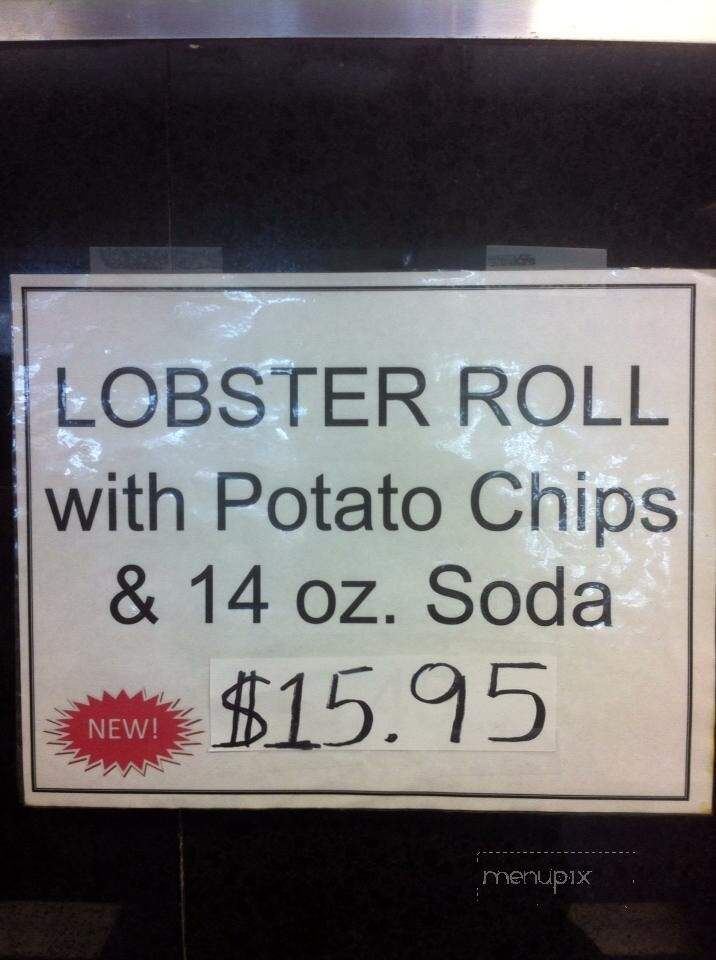 LOBSTER ROLL
with Potato Chips
& 14 oz. Soda
$15.95
NEW!
menupix